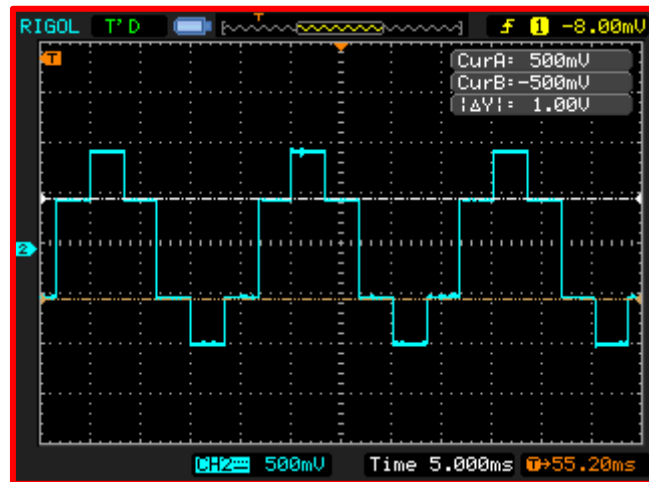 RIGOL T'D T f 1 -8.00mV
T
CurA: 500mV
CurB:-500mV
|ΔY|: 1.00V
2
CH2 500mV Time 5.000ms T→55.20ms